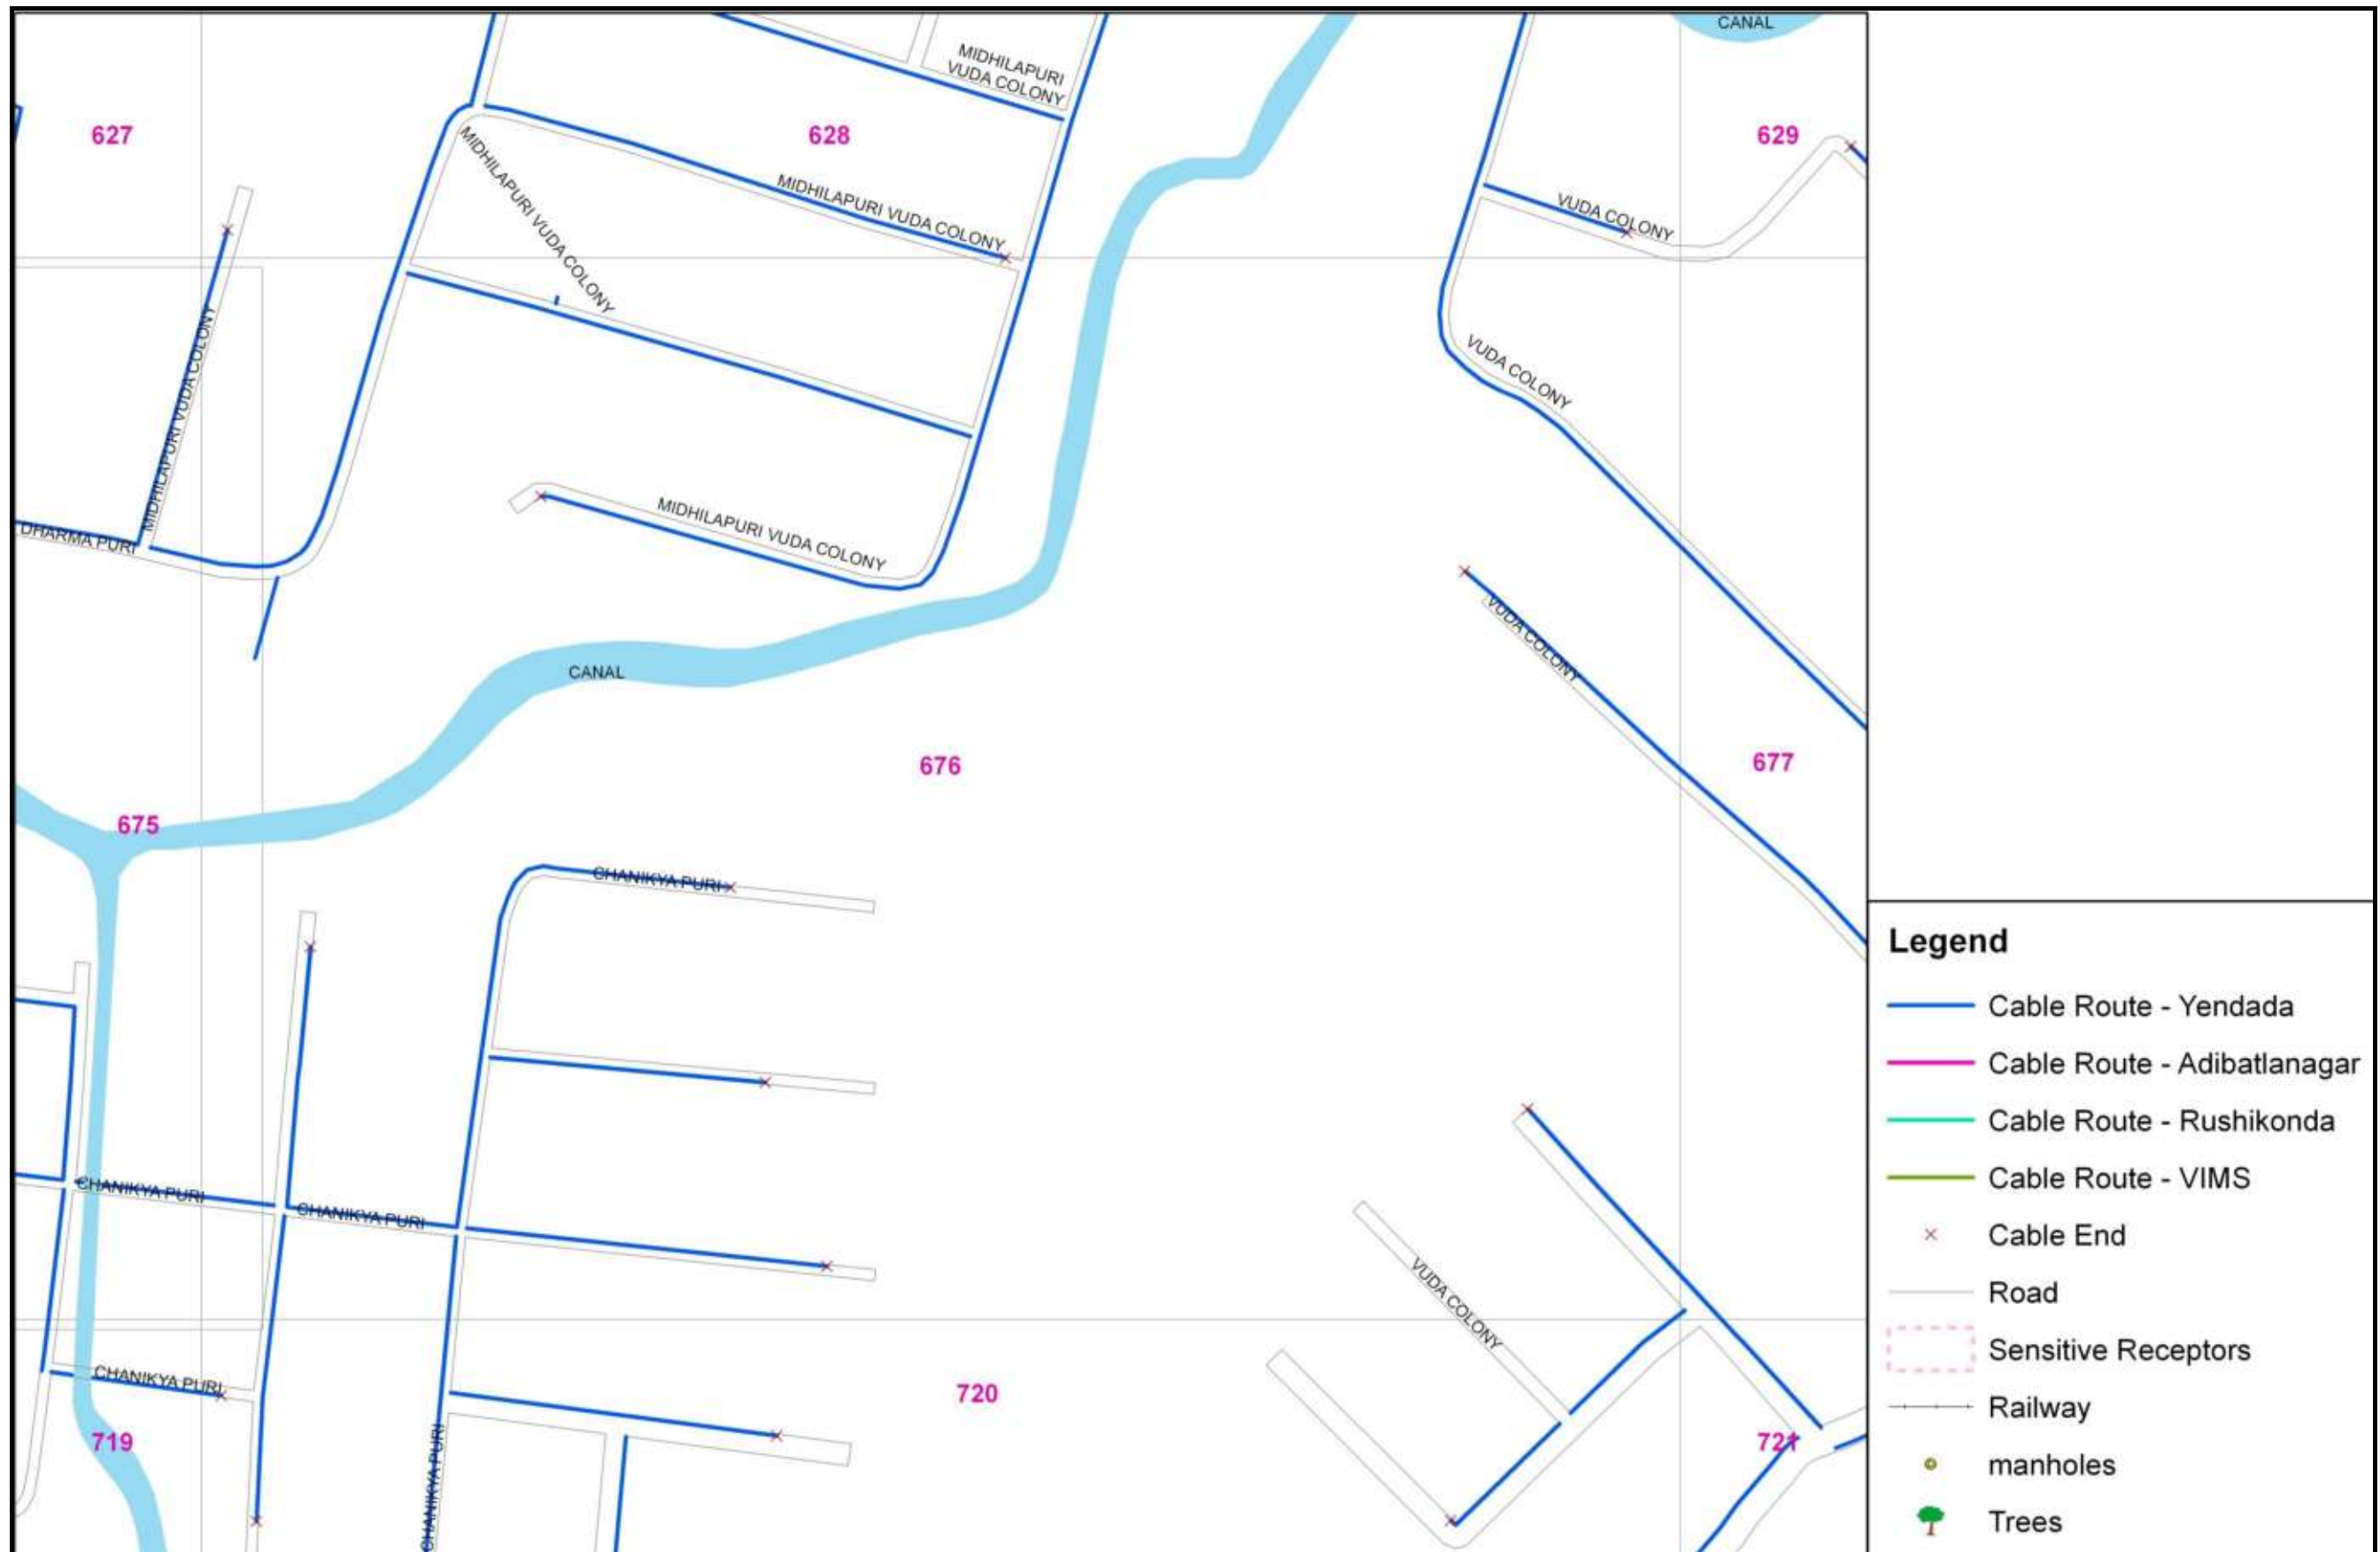 CANAL
MIDHILAPURI
VUDA COLONY
627
628
629
MIDHILAPURI VUDA COLONY
MIDHILAPURI VUDA COLONY
VUDA COLONY
MIDHILAPURI VUDA COLONY
VUDA COLONY
DHARMA PURI
MIDHILAPURI VUDA COLONY
VUDA COLONY
CANAL
676
677
675
CHANIKYA PURI
CHANIKYA PURI
CHANIKYA PURI
VUDA COLONY
CHANIKYA PURI
720
719
721
CHANIKYA PURI
Legend
Cable Route - Yendada
Cable Route - Adibatlanagar
Cable Route - Rushikonda
Cable Route - VIMS
Cable End
Road
Sensitive Receptors
Railway
manholes
Trees